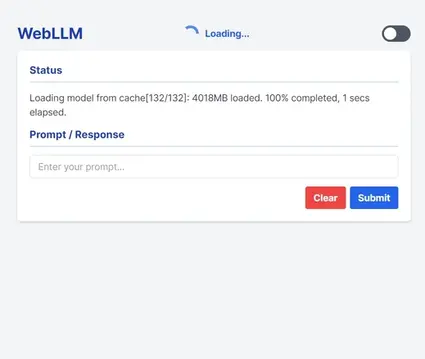 WebLLM
Loading...
Status
Loading model from cache[132/132]: 4018MB loaded. 100% completed, 1 secs
elapsed.
Prompt / Response
Enter your prompt...
Clear Submit